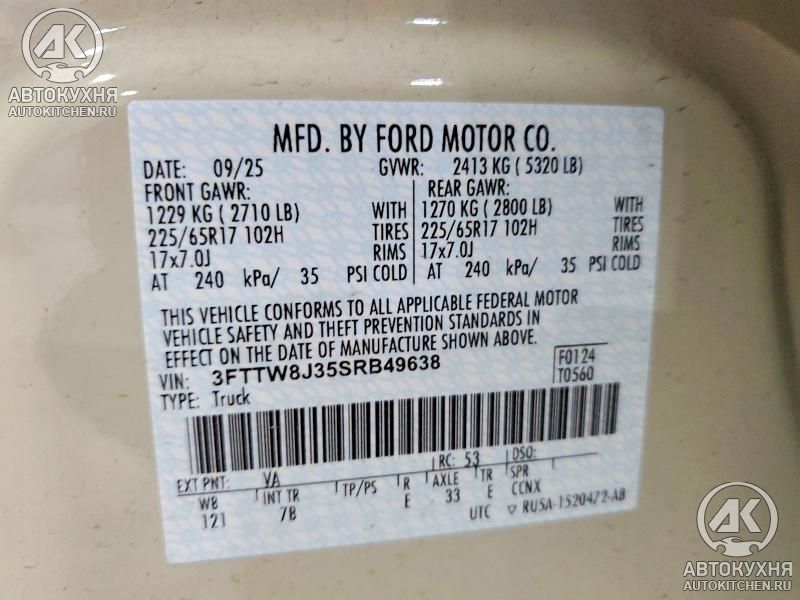 АК
АВТОКУХНЯ
AUTOKITCHEN.RU
MFD. BY FORD MOTOR CO.
DATE: 09/25 GVWR: 2413 KG ( 5320 LB)
FRONT GAWR: REAR GAWR:
1229 KG ( 2710 LB) WITH 1270 KG ( 2800 LB) WITH
225/65R17 102H TIRES 225/65R17 102H TIRES
17x7.0J RIMS 17x7.0J RIMS
AT 240 kPa/ 35 PSI COLD AT 240 kPa/ 35 PSI COLD
THIS VEHICLE CONFORMS TO ALL APPLICABLE FEDERAL MOTOR
VEHICLE SAFETY AND THEFT PREVENTION STANDARDS IN
EFFECT ON THE DATE OF MANUFACTURE SHOWN ABOVE.
VIN: 3FTTW8J35SRB49638 F0124
TYPE: Truck T0560
EXT PNT: VA RC: 53 DSO:
WB INT TR TP/PS R AXLE TR SPR
121 7B E 33 E CCNX
UTC ▽ RU5A-1520472-AB
АК
АВТОКУХНЯ
AUTOKITCHEN.RU